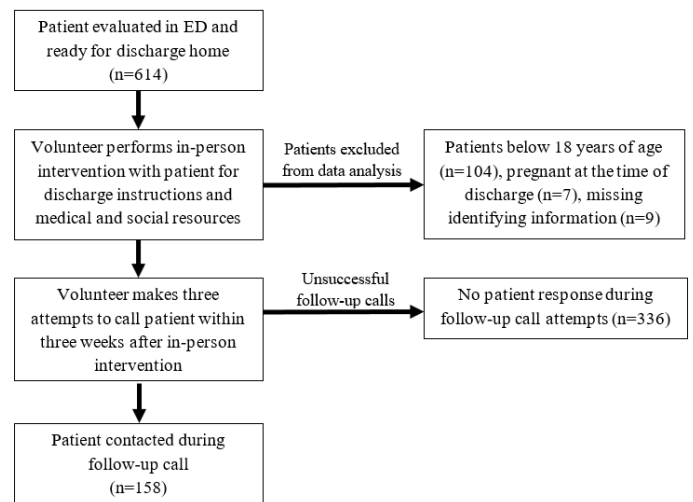 Patient evaluated in ED and
ready for discharge home
(n=614)
Volunteer performs in-person
intervention with patient for
discharge instructions and
medical and social resources
Patients excluded
from data analysis
Patients below 18 years of age
(n=104), pregnant at the time of
discharge (n=7), missing
identifying information (n=9)
Volunteer makes three
attempts to call patient within
three weeks after in-person
intervention
Unsuccessful
follow-up calls
No patient response during
follow-up call attempts (n=336)
Patient contacted during
follow-up call
(n=158)